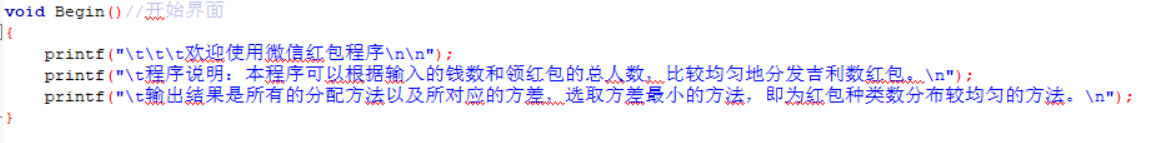 void Begin()//开始界面
{
    printf("\t\t\t欢迎使用微信红包程序\n\n");
    printf("\t程序说明：本程序可以根据输入的钱数和领红包的总人数，比较均匀地分发吉利数红包。\n");
    printf("\t输出结果是所有的分配方法以及所对应的方差，选取方差最小的方法，即为红包种类数分布较均匀的方法。\n");
}